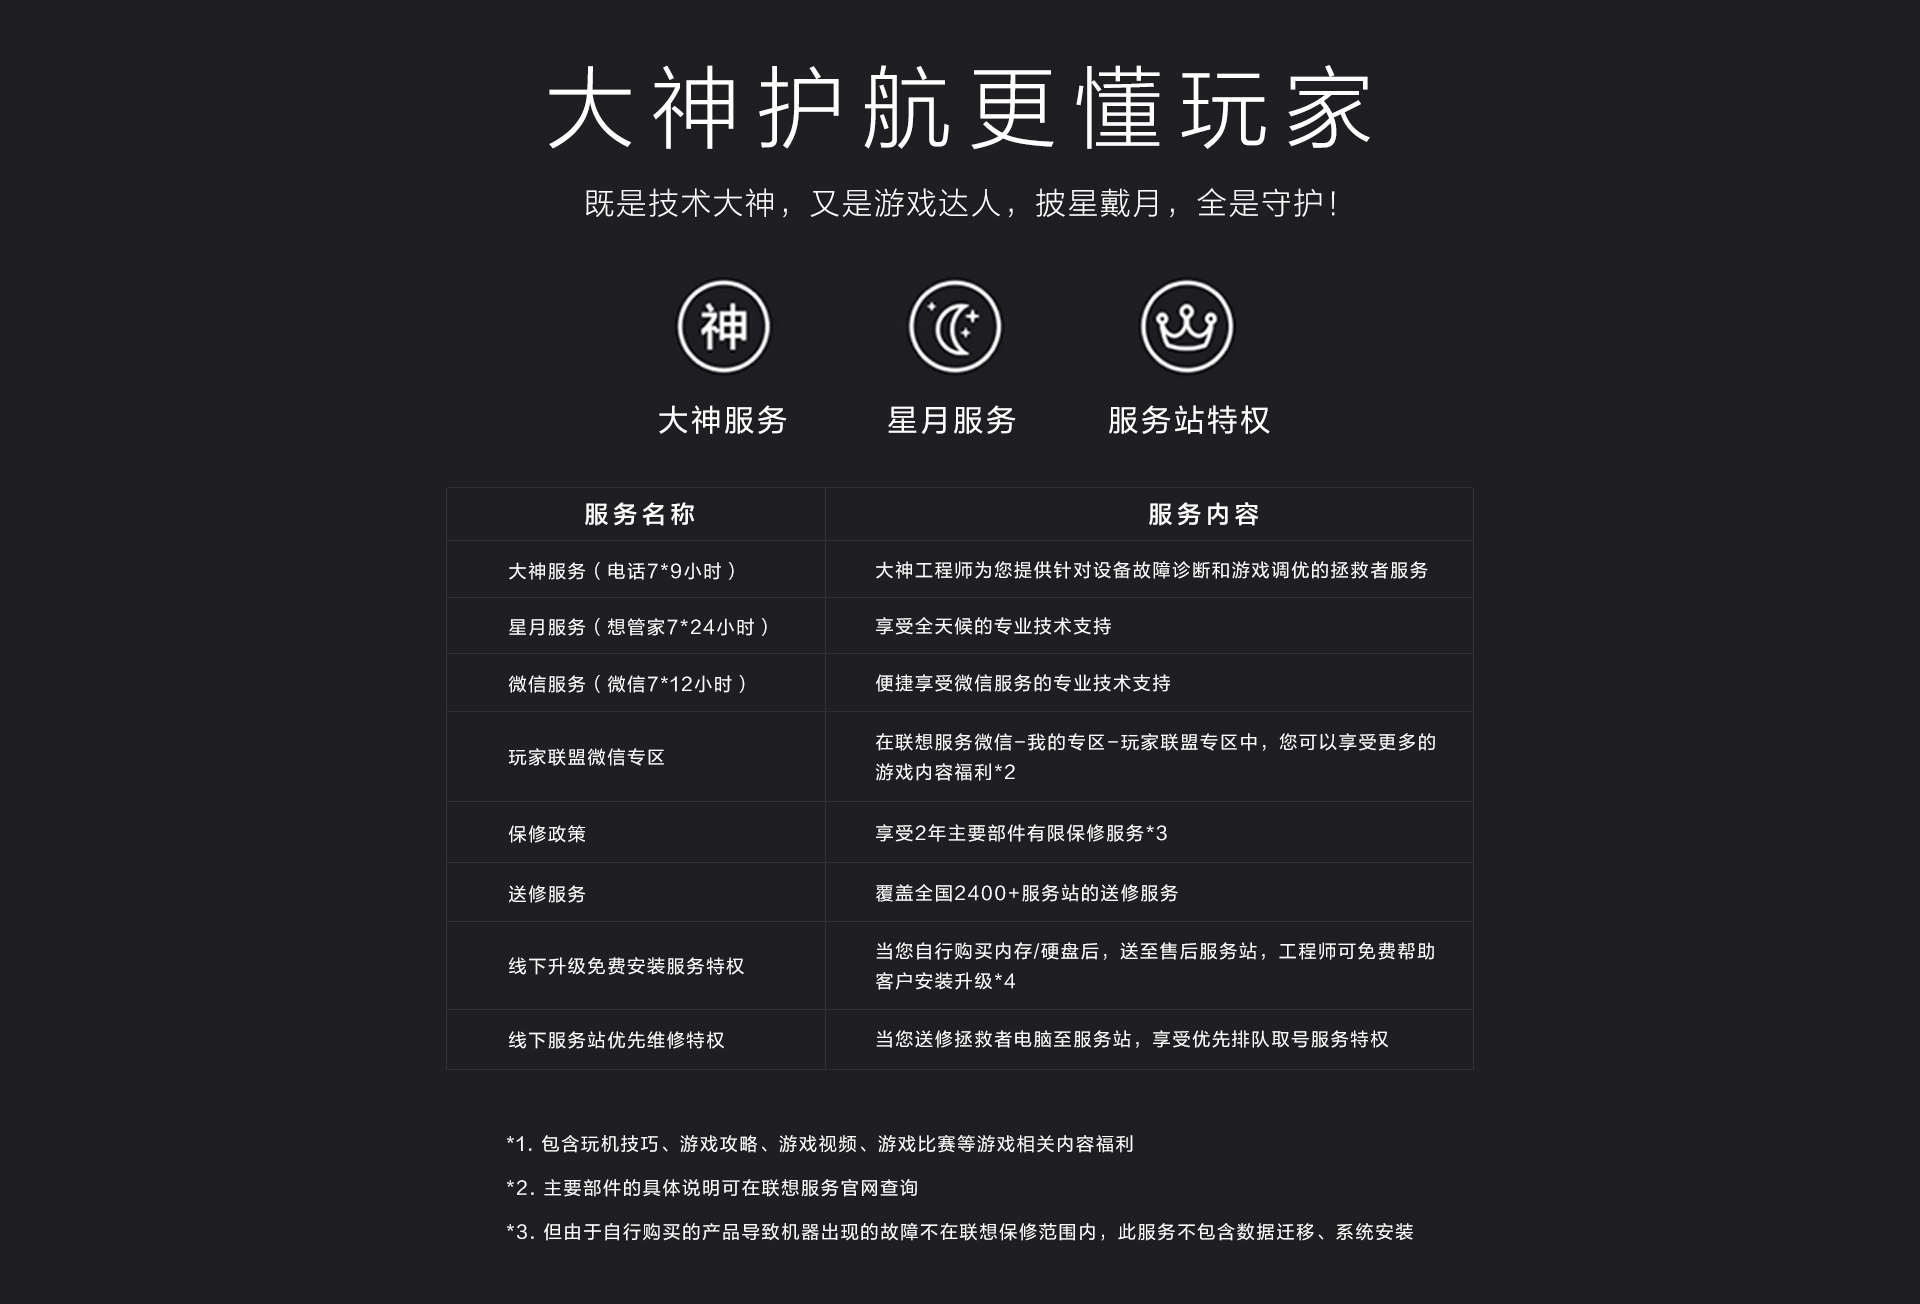 大神护航更懂玩家
既是技术大神，又是游戏达人，披星戴月，全是守护！
神
大神服务 星月服务 服务站特权
服务名称 服务内容
大神服务（电话7*9小时） 大神工程师为您提供针对设备故障诊断和游戏调优的拯救者服务
星月服务（想管家7*24小时） 享受全天候的专业技术支持
微信服务（微信7*12小时） 便捷享受微信服务的专业技术支持
玩家联盟微信专区 在联想服务微信-我的专区-玩家联盟专区中，您可以享受更多的
游戏内容福利*2
保修政策 享受2年主要部件有限保修服务*3
送修服务 覆盖全国2400+服务站的送修服务
线下升级免费安装服务特权 当您自行购买内存/硬盘后，送至售后服务站，工程师可免费帮助
客户安装升级*4
线下服务站优先维修特权 当您送修拯救者电脑至服务站，享受优先排队取号服务特权
*1. 包含玩机技巧、游戏攻略、游戏视频、游戏比赛等游戏相关内容福利
*2. 主要部件的具体说明可在联想服务官网查询
*3. 但由于自行购买的产品导致机器出现的故障不在联想保修范围内，此服务不包含数据迁移、系统安装